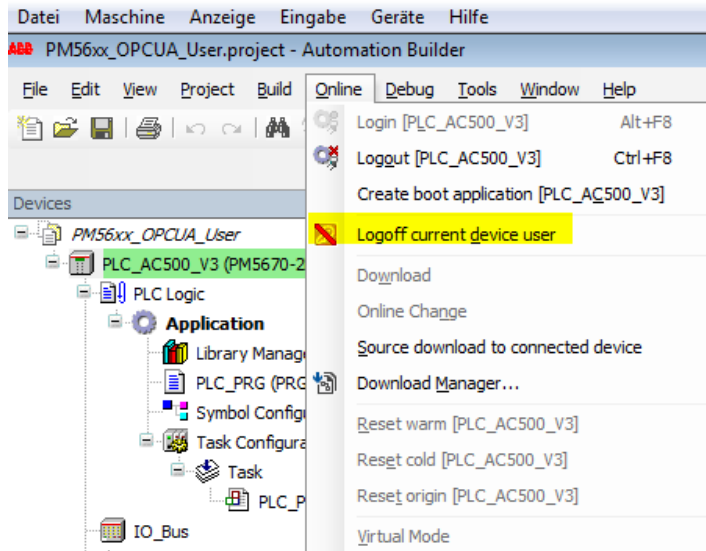 Datei Maschine Anzeige Eingabe Geräte Hilfe
ABB PM56xx_OPCUA_User.project - Automation Builder
File Edit View Project Build Online Debug Tools Window Help
Login [PLC_AC500_V3] Alt+F8
Logout [PLC_AC500_V3] Ctrl+F8
Create boot application [PLC_AC500_V3]
Logoff current device user
Download
Online Change
Source download to connected device
Download Manager...
Reset warm [PLC_AC500_V3]
Reset cold [PLC_AC500_V3]
Reset origin [PLC_AC500_V3]
Virtual Mode
Devices
PM56xx_OPCUA_User
PLC_AC500_V3 (PM5670-2
PLC Logic
Application
Library Manage
PLC_PRG (PRG
Symbol Configu
Task Configura
Task
PLC_P
IO_Bus